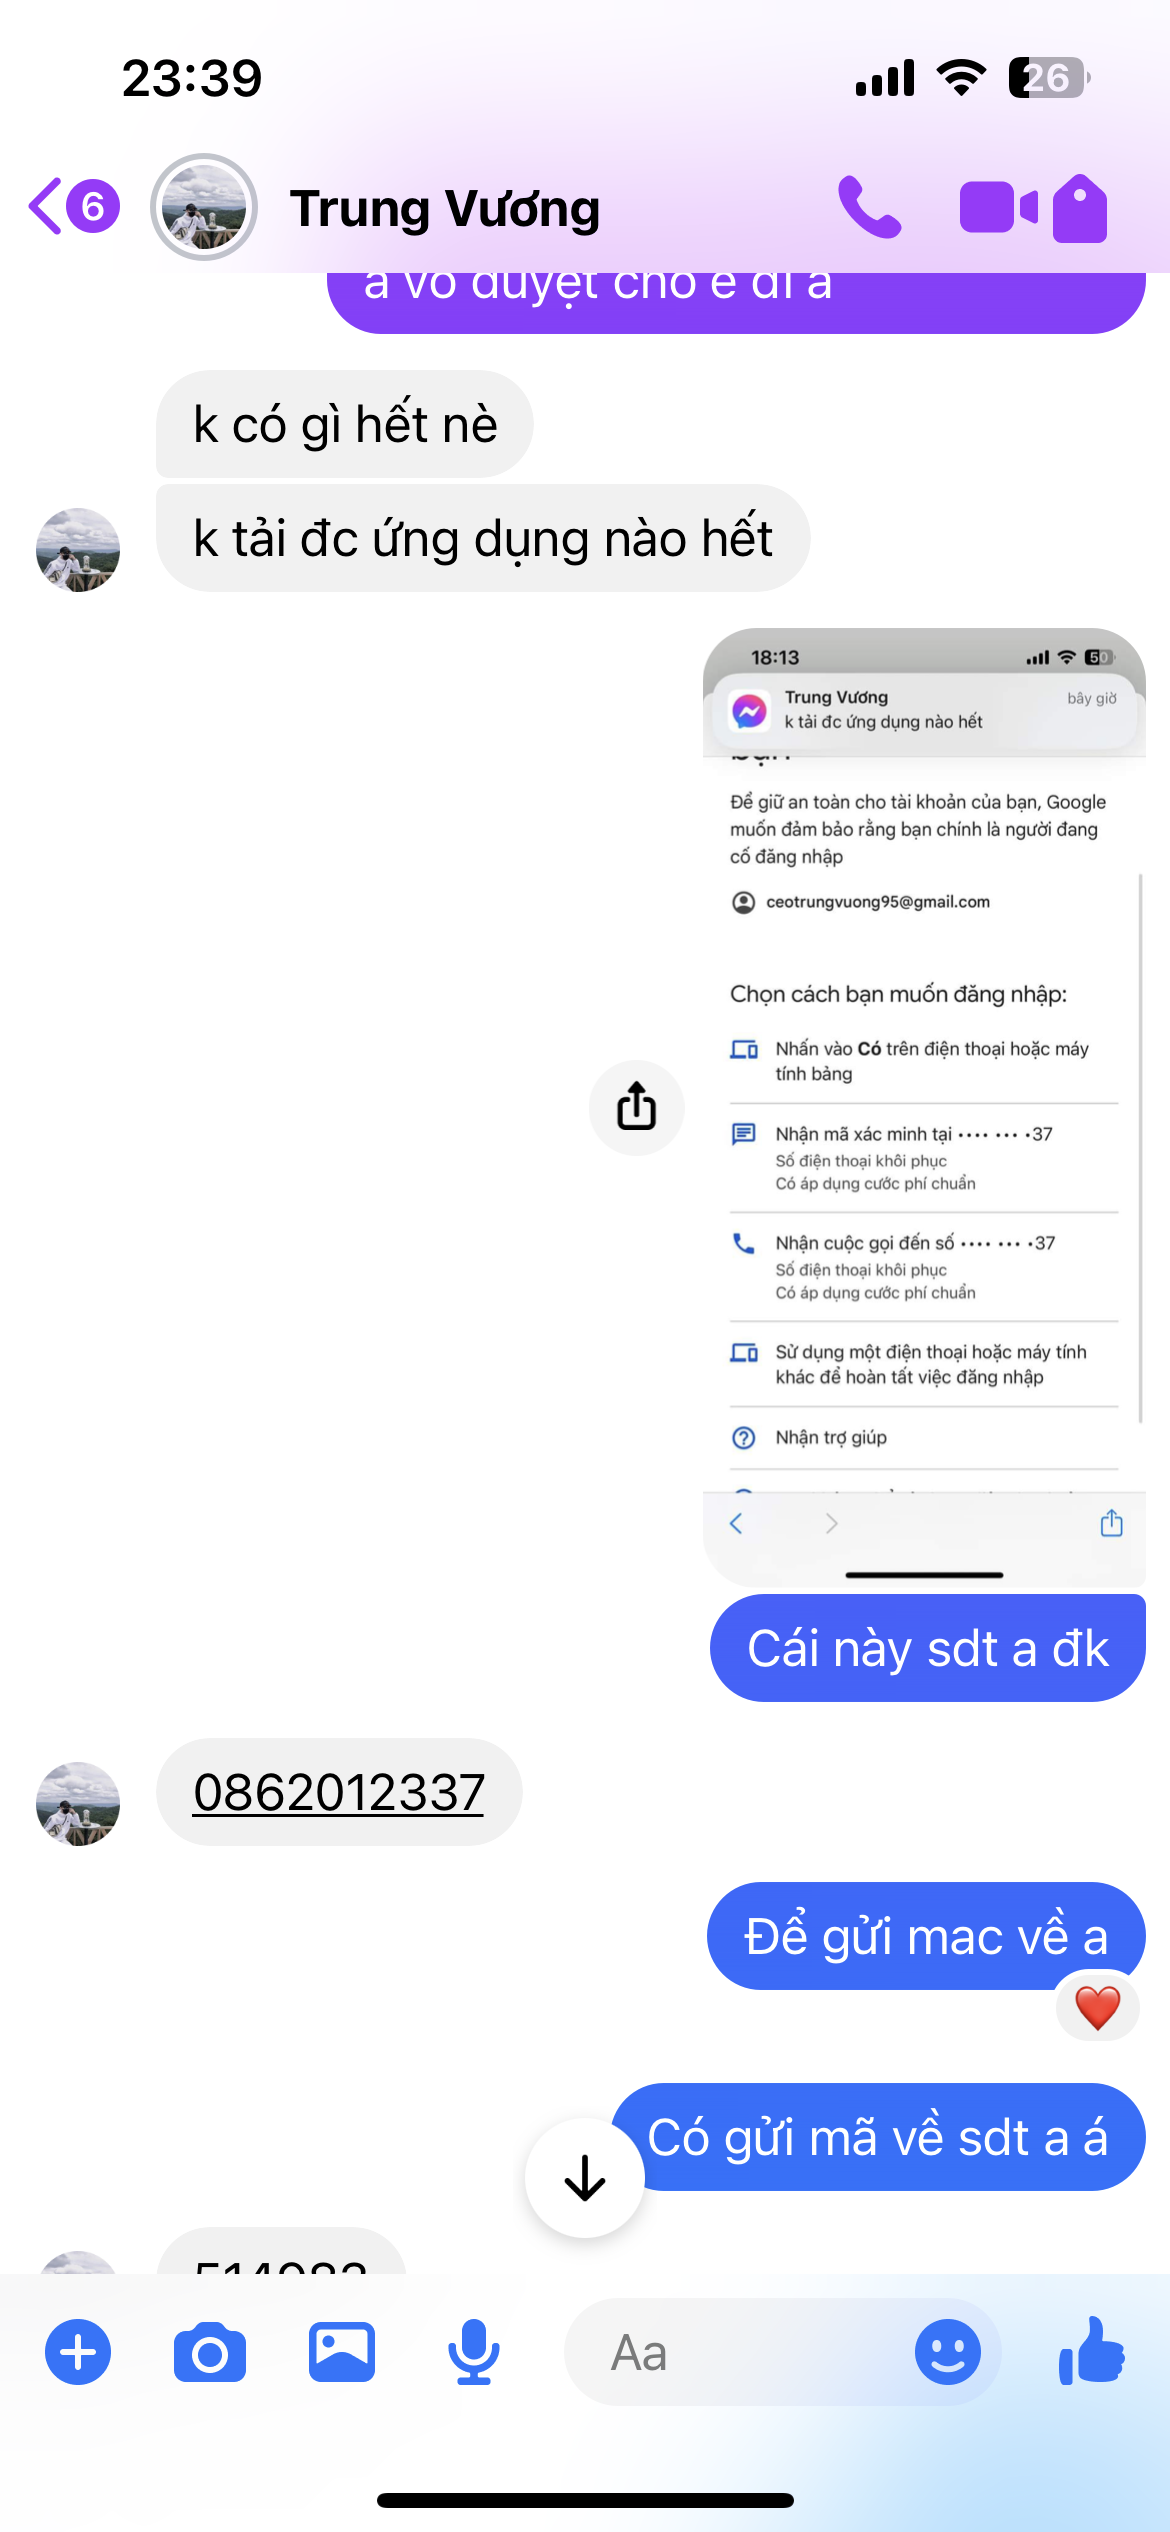 23:39
26
6
Trung Vương
a vô duyệt cho e đi a
k có gì hết nè
k tải đc ứng dụng nào hết
18:13
50
Trung Vương
bây giờ
k tải đc ứng dụng nào hết
bạn
Để giữ an toàn cho tài khoản của bạn, Google
muốn đảm bảo rằng bạn chính là người đang
cố đăng nhập
ceotrungvuong95@gmail.com
Chọn cách bạn muốn đăng nhập:
Nhấn vào Có trên điện thoại hoặc máy
tính bảng
Nhận mã xác minh tại •••• ••• •37
Số điện thoại khôi phục
Có áp dụng cước phí chuẩn
Nhận cuộc gọi đến số •••• ••• •37
Số điện thoại khôi phục
Có áp dụng cước phí chuẩn
Sử dụng một điện thoại hoặc máy tính
khác để hoàn tất việc đăng nhập
Nhận trợ giúp
Cái này sdt a đk
0862012337
Để gửi mac về a
Có gửi mã về sdt a á
Aa